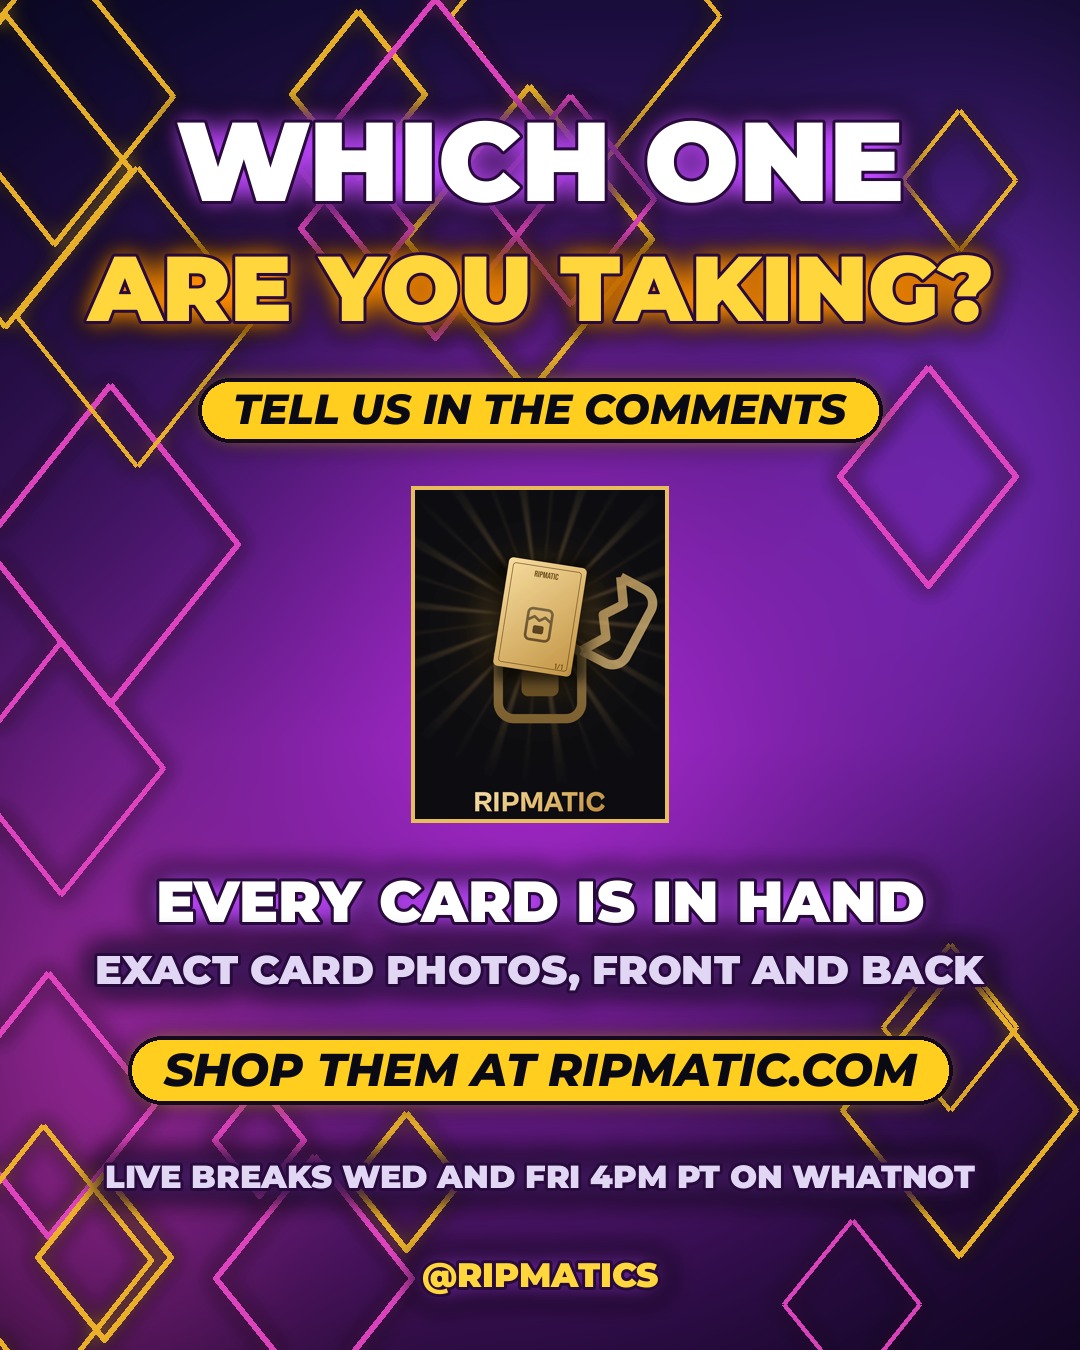 WHICH ONE
ARE YOU TAKING?
TELL US IN THE COMMENTS
RIPMATIC
1/1
RIPMATIC
EVERY CARD IS IN HAND
EXACT CARD PHOTOS, FRONT AND BACK
SHOP THEM AT RIPMATIC.COM
LIVE BREAKS WED AND FRI 4PM PT ON WHATNOT
@RIPMATICS